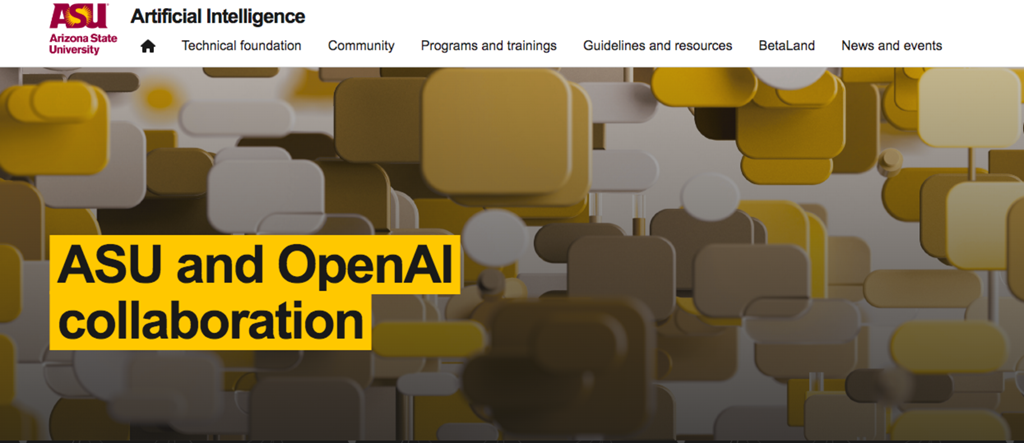 ASU
Arizona State
University
Artificial Intelligence
Technical foundation Community Programs and trainings Guidelines and resources BetaLand News and events
ASU and OpenAI
collaboration